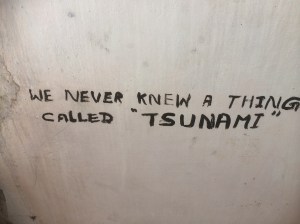 WE NEVER KNEW A THING
CALLED "TSUNAMI"